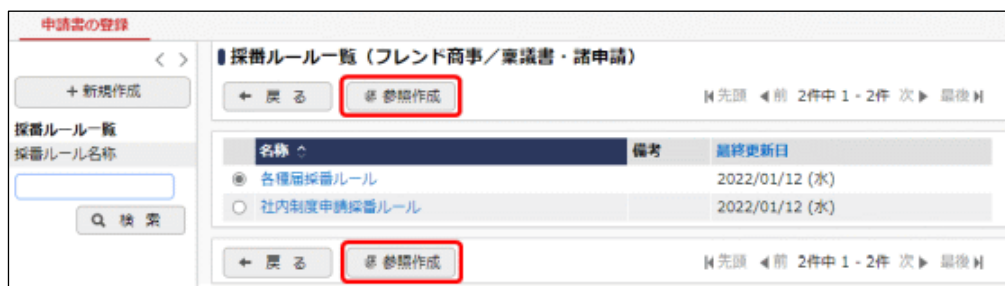 申請書の登録
< >
+ 新規作成
採番ルール一覧
採番ルール名称
検 索
採番ルール一覧（フレンド商事／稟議書・諸申請）
← 戻 る 参照作成 先頭 ◀前 2件中 1 - 2件 次▶ 最後
名称 備考 最終更新日
各種届採番ルール 2022/01/12 (水)
社内制度申請採番ルール 2022/01/12 (水)
← 戻 る 参照作成 先頭 ◀前 2件中 1 - 2件 次▶ 最後